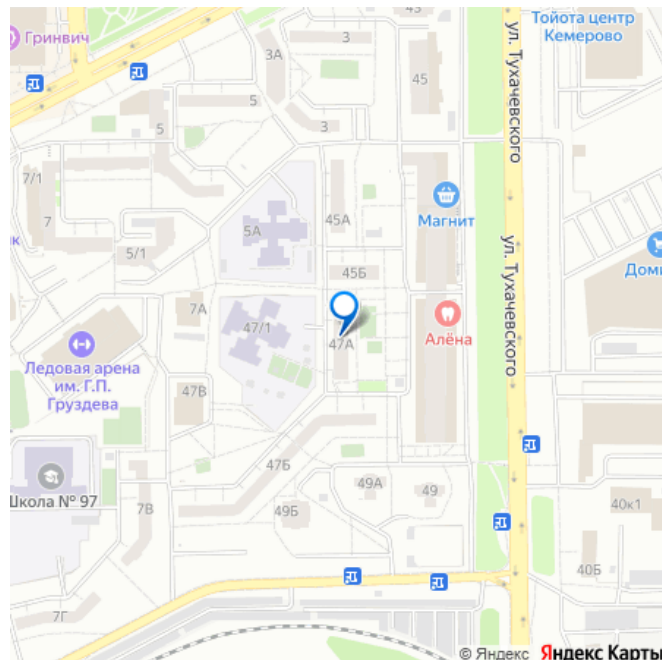 43
Гринвич
3
3А
Тойота центр
Кемерово
ул. Тухачевского
45
5
5
3
7/1
7
45А
Магнит
5А
ул. Тухачевского
5/1
45Б
7А
47/1
47А
Алёна
Ледовая арена
им. Г.П.
Груздева
47В
47Б
Школа № 97
49А
49
7В
49Б
40к1
40Б
7Г
© Яндекс Яндекс Карты